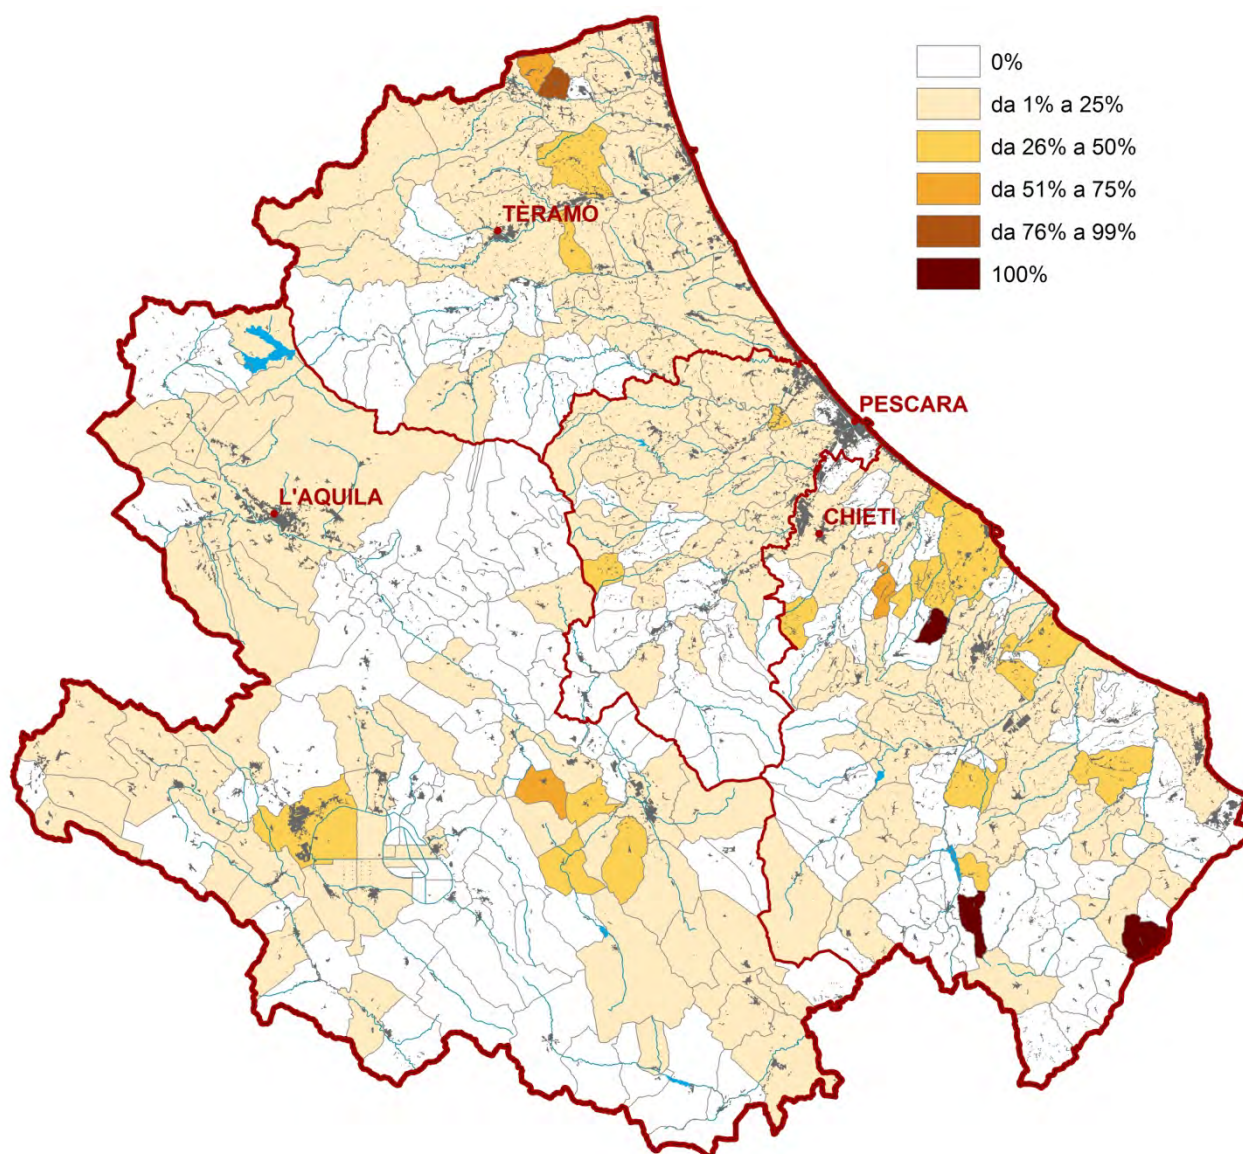 0%
da 1% a 25%
da 26% a 50%
da 51% a 75%
da 76% a 99%
100%
TERAMO
PESCARA
L'AQUILA
CHIETI